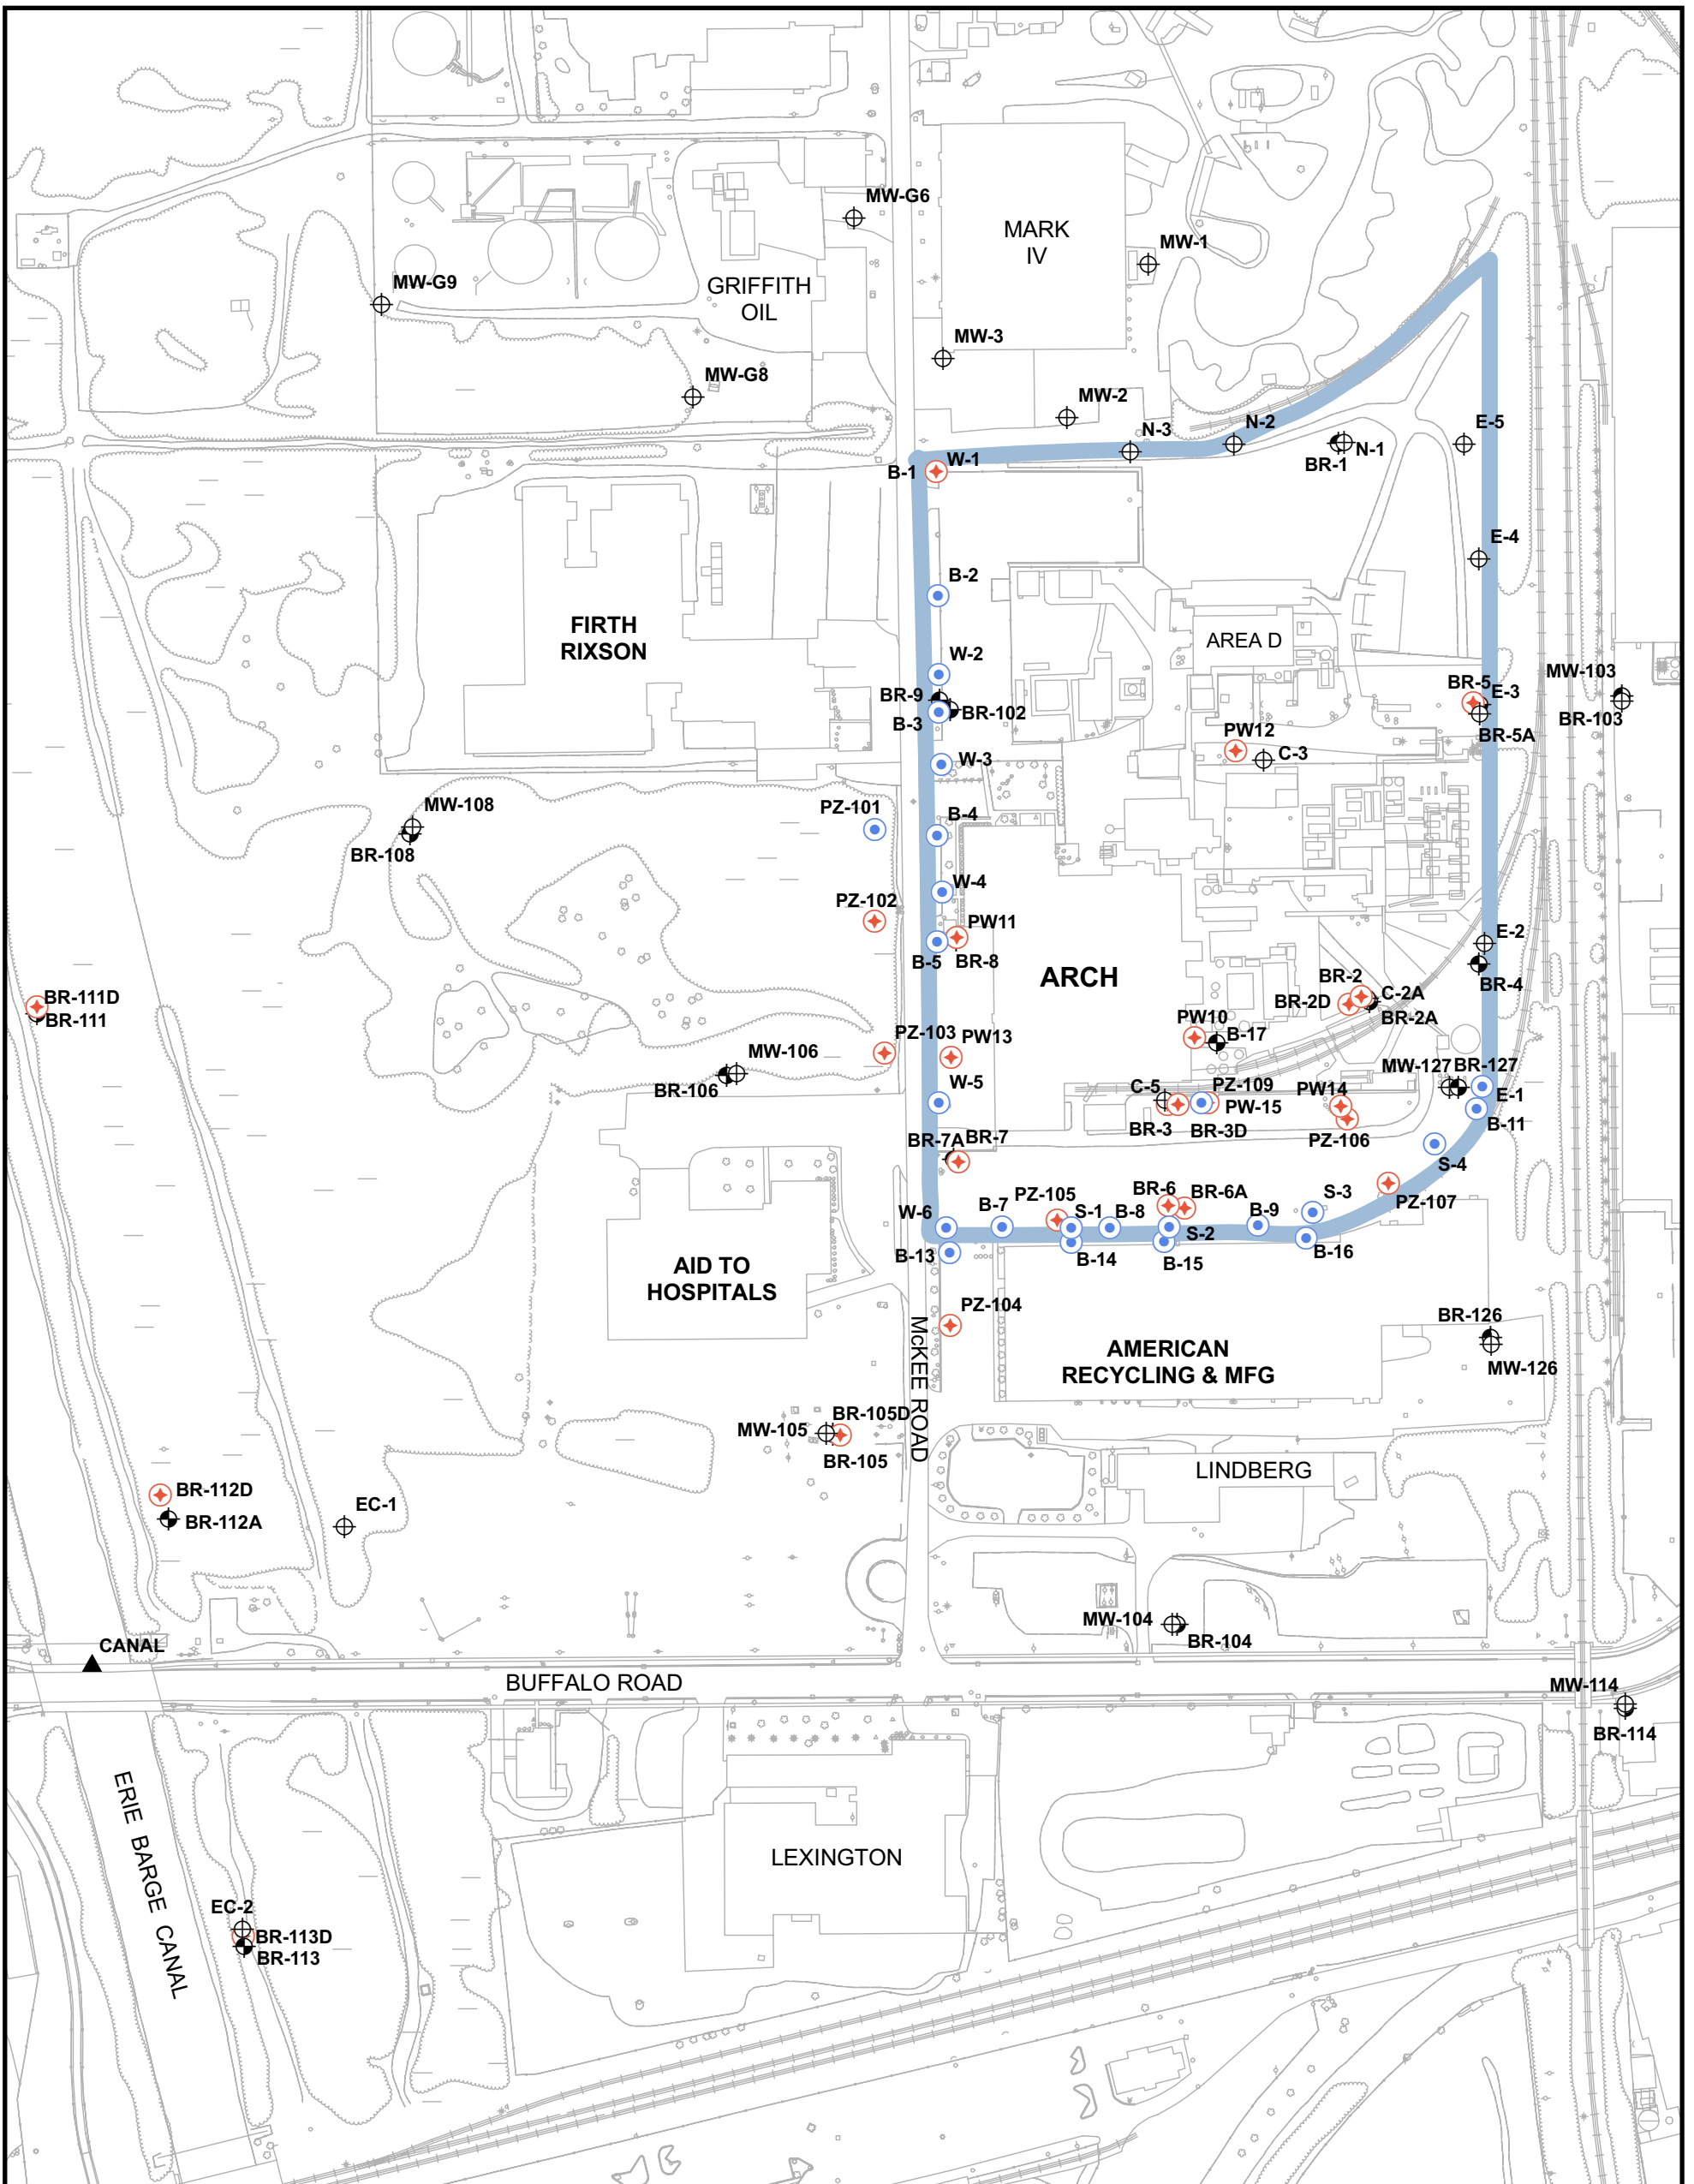 MW-G6
MARK
IV
MW-1
MW-G9
GRIFFITH
OIL
MW-3
MW-G8
MW-2
N-3
N-2
E-5
N-1
BR-1
W-1
B-1
E-4
B-2
FIRTH
RIXSON
AREA D
W-2
MW-103
BR-5
E-3
BR-9
BR-102
B-3
BR-103
BR-5A
PW12
C-3
W-3
MW-108
PZ-101
B-4
BR-108
W-4
PZ-102
PW11
E-2
B-5
BR-8
ARCH
BR-2
BR-4
C-2A
BR-2D
BR-111D
BR-111
BR-2A
PZ-103
PW13
PW10
B-17
MW-106
MW-127
BR-127
BR-106
W-5
C-5
PZ-109
PW14
E-1
PW-15
BR-3
BR-3D
B-11
BR-7A
BR-7
PZ-106
S-4
PZ-105
BR-6
BR-6A
S-3
PZ-107
W-6
B-7
S-1
B-8
B-9
S-2
B-13
B-14
B-15
B-16
AID TO
HOSPITALS
PZ-104
BR-126
McKEE ROAD
AMERICAN
RECYCLING & MFG
MW-126
BR-105D
MW-105
BR-105
LINDBERG
BR-112D
EC-1
BR-112A
MW-104
BR-104
CANAL
BUFFALO ROAD
MW-114
BR-114
ERIE BARGE CANAL
LEXINGTON
EC-2
BR-113D
BR-113